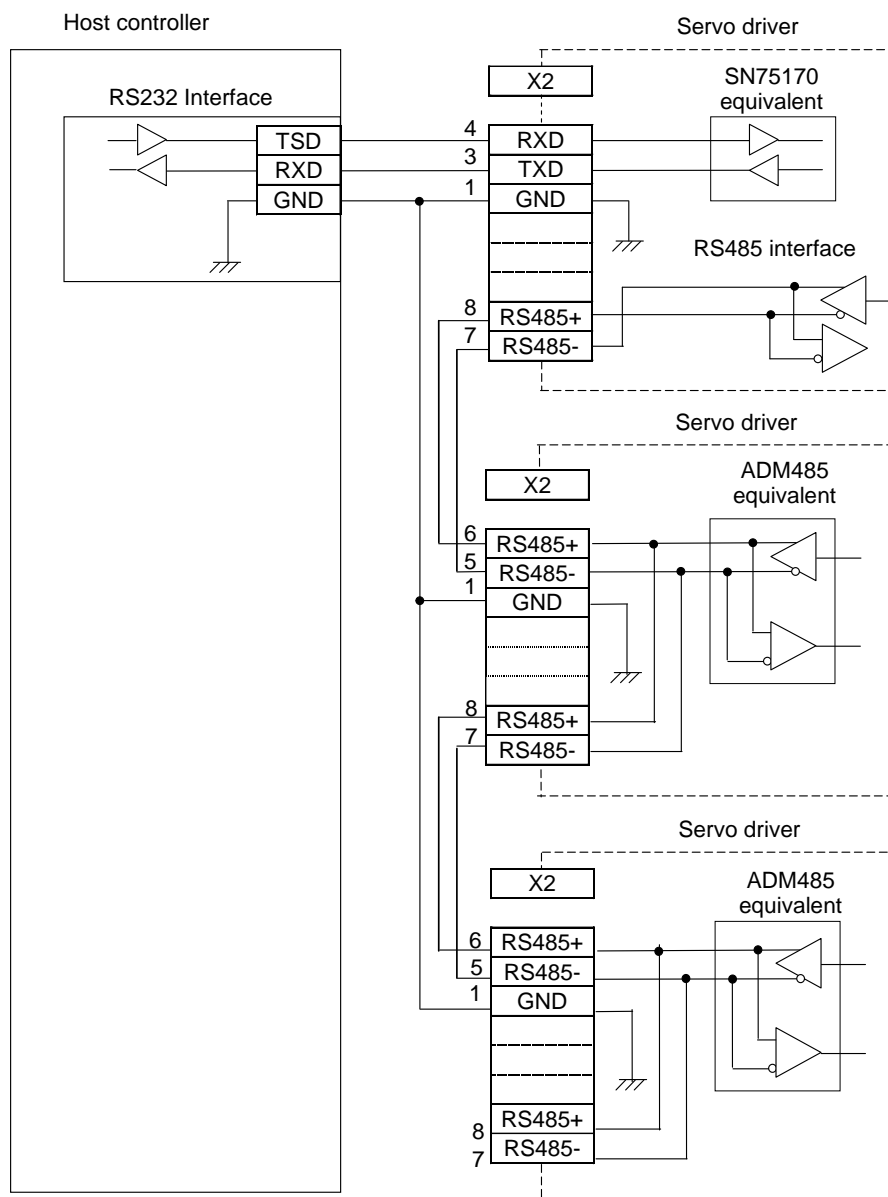 Host controller
Servo driver
X2
SN75170
equivalent
RS232 Interface
TSD
4
RXD
RXD
3
TXD
GND
1
GND
RS485 interface
8
RS485+
7
RS485-
Servo driver
X2
ADM485
equivalent
6
RS485+
5
RS485-
1
GND
8
RS485+
7
RS485-
Servo driver
X2
ADM485
equivalent
6
RS485+
5
RS485-
1
GND
RS485+
8
RS485-
7